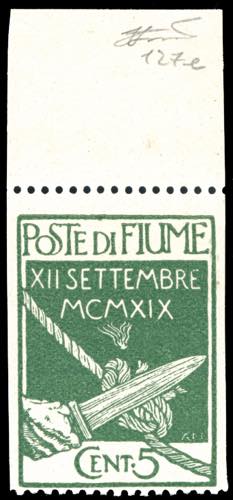 127e
POSTE DI FIUME
XII SETTEMBRE
MCMXIX
CENT·5